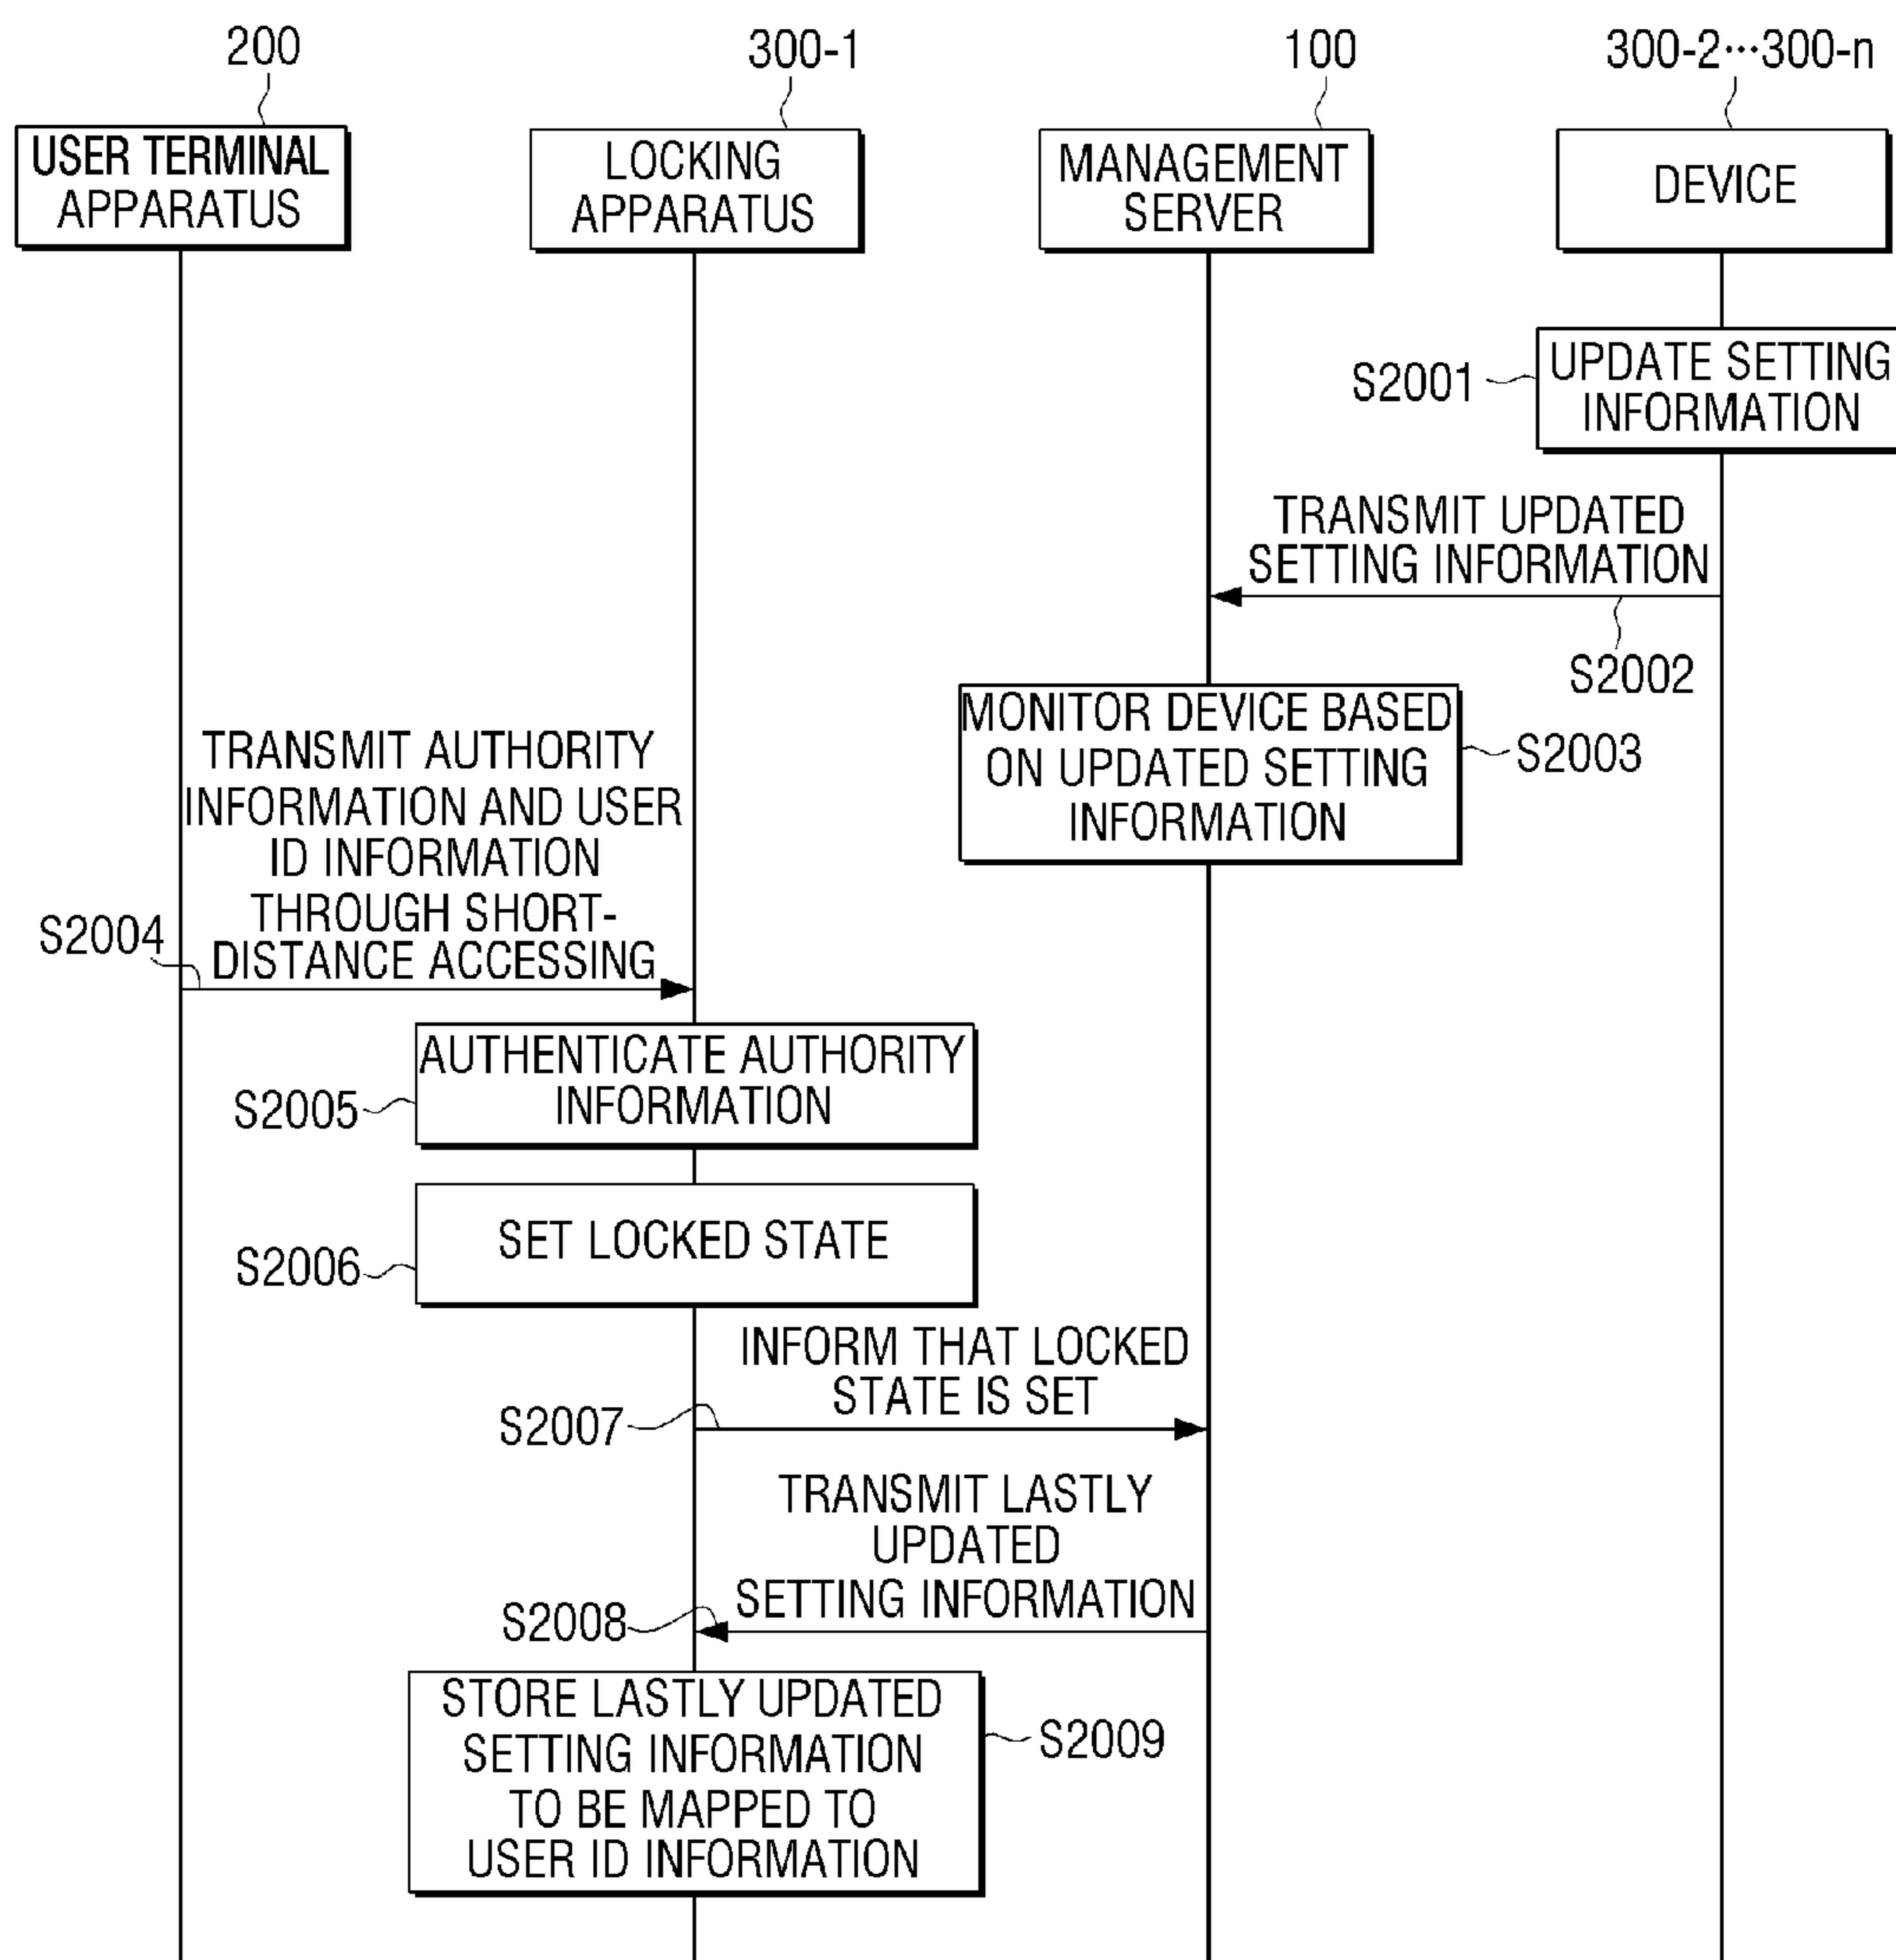 200
300-1
100
300-2···300-n
USER TERMINAL
APPARATUS
LOCKING
APPARATUS
MANAGEMENT
SERVER
DEVICE
S2001
UPDATE SETTING
INFORMATION
TRANSMIT UPDATED
SETTING INFORMATION
S2002
MONITOR DEVICE BASED
ON UPDATED SETTING
INFORMATION
S2003
TRANSMIT AUTHORITY
INFORMATION AND USER
ID INFORMATION
THROUGH SHORT-
DISTANCE ACCESSING
S2004
AUTHENTICATE AUTHORITY
INFORMATION
S2005
SET LOCKED STATE
S2006
INFORM THAT LOCKED
STATE IS SET
S2007
TRANSMIT LASTLY
UPDATED
SETTING INFORMATION
S2008
STORE LASTLY UPDATED
SETTING INFORMATION
TO BE MAPPED TO
USER ID INFORMATION
S2009